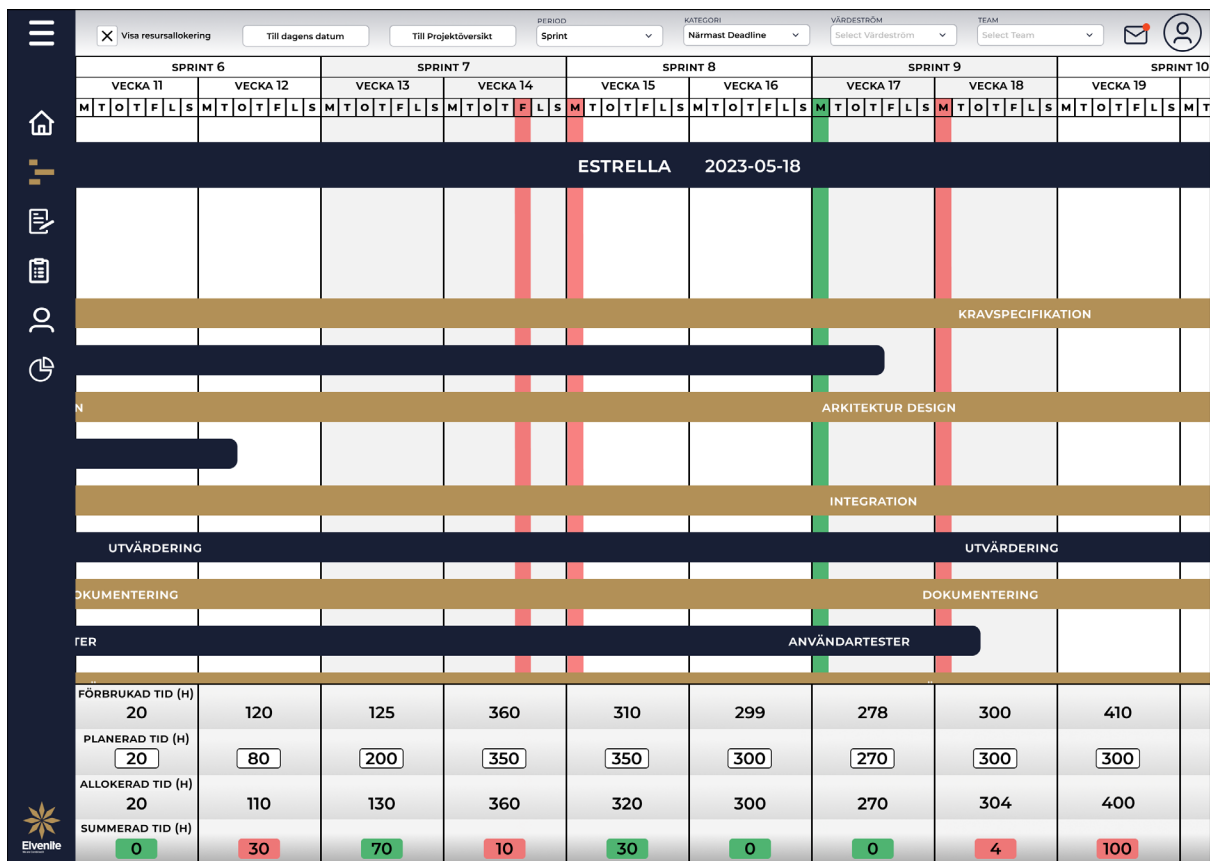 PERIOD KATEGORI VÄRDESTRÖM TEAM
Visa resursallokering Till dagens datum Till Projektöversikt Sprint Närmast Deadline Select Värdeström Select Team
SPRINT 6 SPRINT 7 SPRINT 8 SPRINT 9 SPRINT 10
VECKA 11 VECKA 12 VECKA 13 VECKA 14 VECKA 15 VECKA 16 VECKA 17 VECKA 18 VECKA 19
M T O T F L S M T O T F L S M T O T F L S M T O T F L S M T O T F L S M T O T F L S M T O T F L S M T O T F L S M T O T F L S M T
ESTRELLA 2023-05-18
KRAVSPECIFIKATION
N ARKITEKTUR DESIGN
INTEGRATION
UTVÄRDERING UTVÄRDERING
OKUMENTERING DOKUMENTERING
TER ANVÄNDARTESTER
FÖRBRUKAD TID (H)
20 120 125 360 310 299 278 300 410
PLANERAD TID (H)
20 80 200 350 350 300 270 300 300
ALLOKERAD TID (H)
20 110 130 360 320 300 270 304 400
SUMMERAD TID (H)
0 30 70 10 30 0 0 4 100
Elvenite